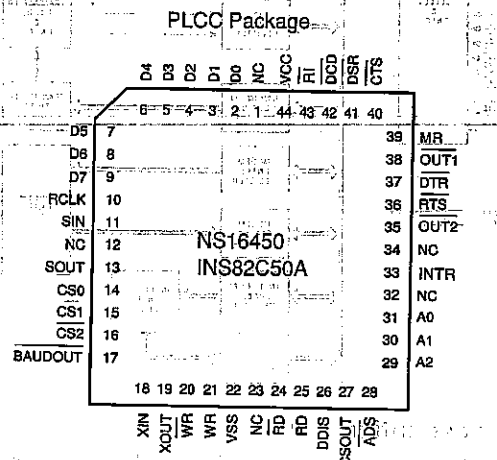 PLCC Package
D4 D3 D2 D1 D0 NC VCC RI DCD DSR CTS
6 5 4 3 2 1 44 43 42 41 40
D5 7
D6 8
D7 9
RCLK 10
SIN 11
NC 12
SOUT 13
CS0 14
CS1 15
CS2 16
BAUDOUT 17
NS16450
INS82C50A
39 MR
38 OUT1
37 DTR
36 RTS
35 OUT2
34 NC
33 INTR
32 NC
31 A0
30 A1
29 A2
18 19 20 21 22 23 24 25 26 27 28
XIN XOUT WR WR VSS NC RD RD DDIS CSOUT ADS